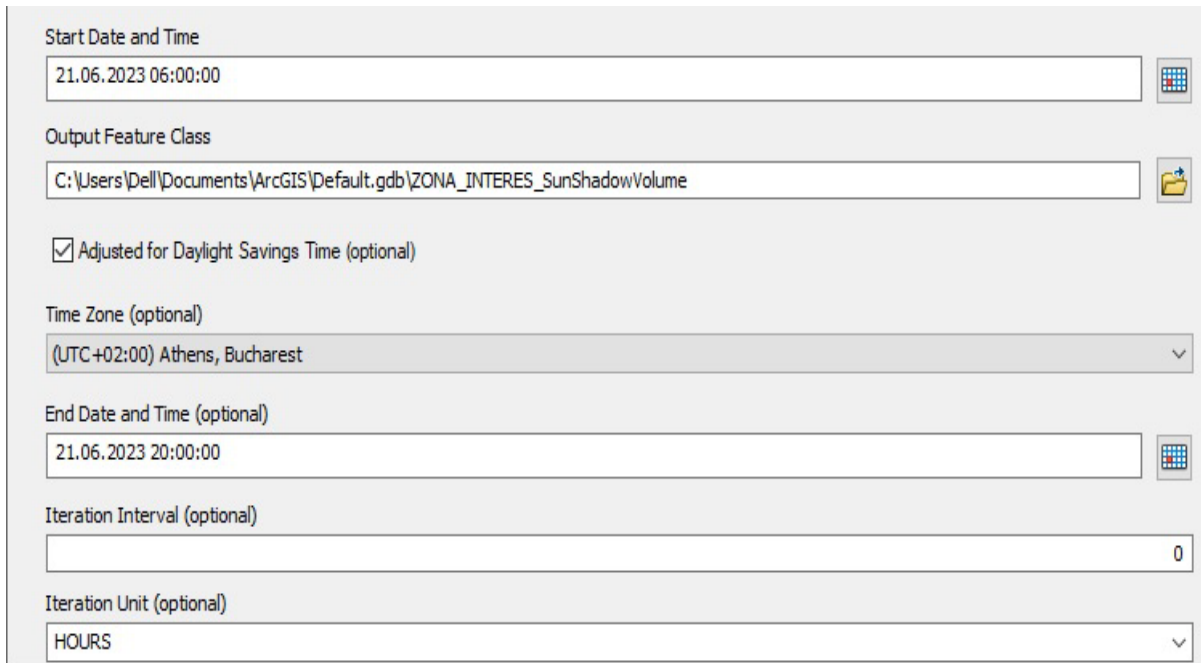 Start Date and Time
21.06.2023 06:00:00
Output Feature Class
C:\Users\Dell\Documents\ArcGIS\Default.gdb\ZONA_INTERES_SunShadowVolume
Adjusted for Daylight Savings Time (optional)
Time Zone (optional)
(UTC+02:00) Athens, Bucharest
End Date and Time (optional)
21.06.2023 20:00:00
Iteration Interval (optional)
0
Iteration Unit (optional)
HOURS